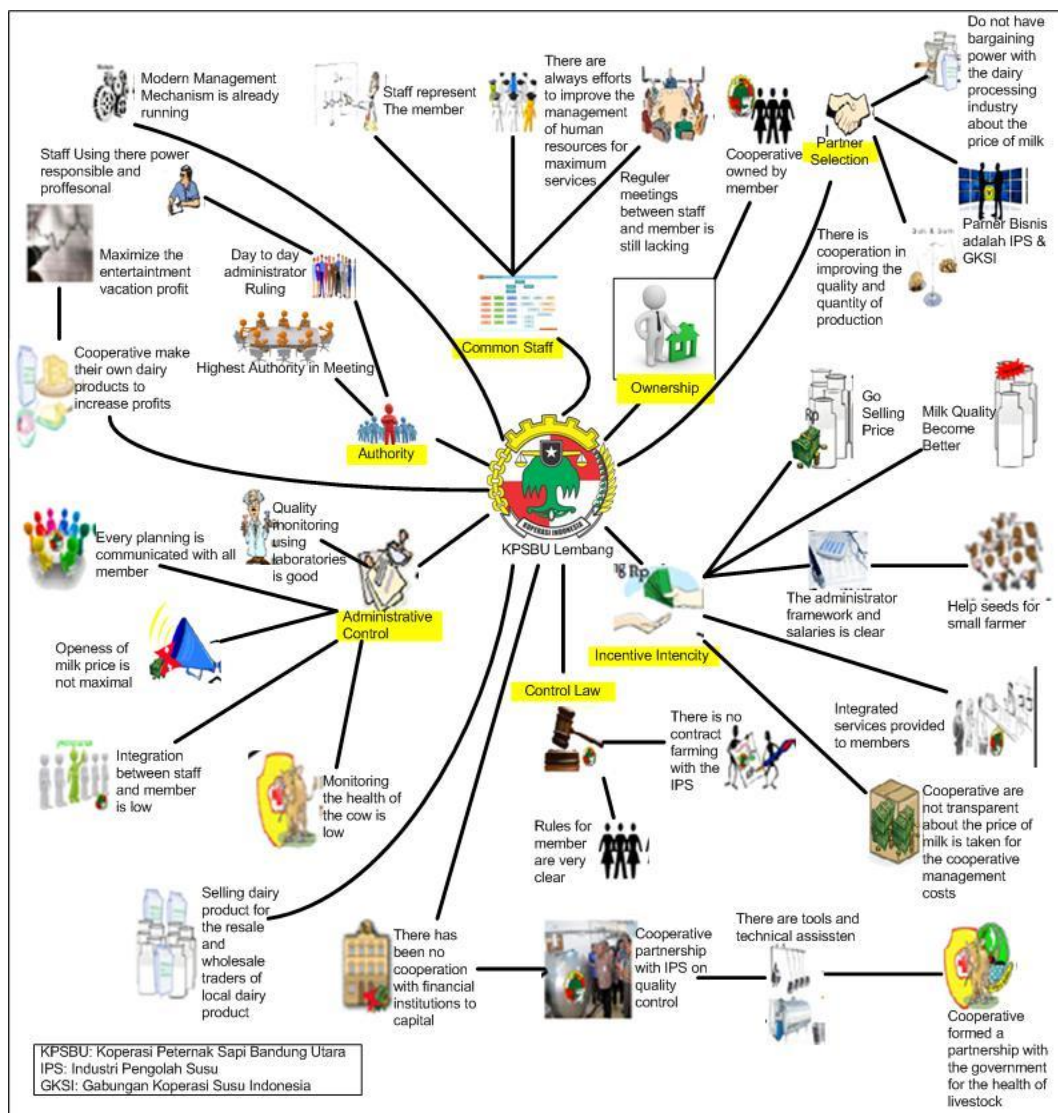 Modern Management
Mechanism is already
running
Staff represent
The member
There are
always efforts
to improve the
management of
human
resources for
maximum
services
Reguler
meetings
between staff
and member is
still lacking
Cooperative
owned by
member
Partner
Selection
Do not have
bargaining
power with
the dairy
processing
industry
about the
price of milk
Parner Bisnis
adalah IPS &
GKSI
There is
cooperation in
improving the
quality and
quantity of
production
Staff Using there power
responsible and
proffesonal
Maximize the
entertaintment
vacation profit
Day to day
administrator
Ruling
Highest Authority in Meeting
Authority
Cooperative make
their own dairy
products to
increase profits
Common Staff
Ownership
KOPERASI INDONESIA
KPSBU Lembang
Rp
Go
Selling
Price
Milk Quality
Become
Better
Rp
Incentive Intencity
The administrator
framework and
salaries is clear
Help seeds for
small farmer
Integrated
services provided
to members
Cooperative are
not transparent
about the price of
milk is taken for
the cooperative
management
costs
Every planning is
communicated with all
member
Quality
monitoring
using
laboratories
is good
Administrative
Control
Openess of
milk price is
not maximal
Integration
between staff
and member
is low
Monitoring
the health of
the cow is
low
Control Law
There is no
contract
farming
with the
IPS
Rules for
member
are very
clear
Selling dairy
product for
the resale
and
wholesale
traders of
local dairy
product
There has
been no
cooperation
with financial
institutions to
capital
Cooperative
partnership
with IPS on
quality
control
There are tools and
technical assissten
Cooperative
formed a
partnership with
the government
for the health of
livestock
KPSBU: Koperasi Peternak Sapi Bandung Utara
IPS: Industri Pengolah Susu
GKSI: Gabungan Koperasi Susu Indonesia